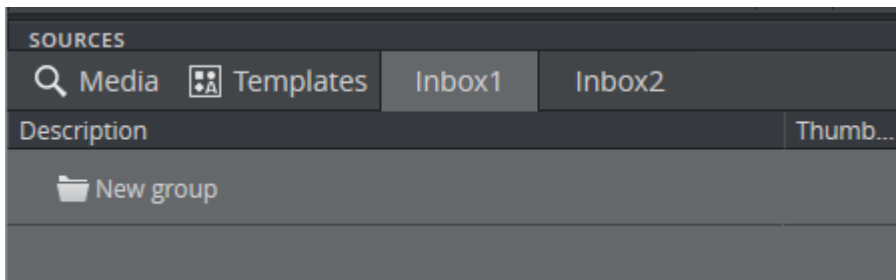 SOURCES
Media Templates Inbox1 Inbox2
Description Thumb...
New group